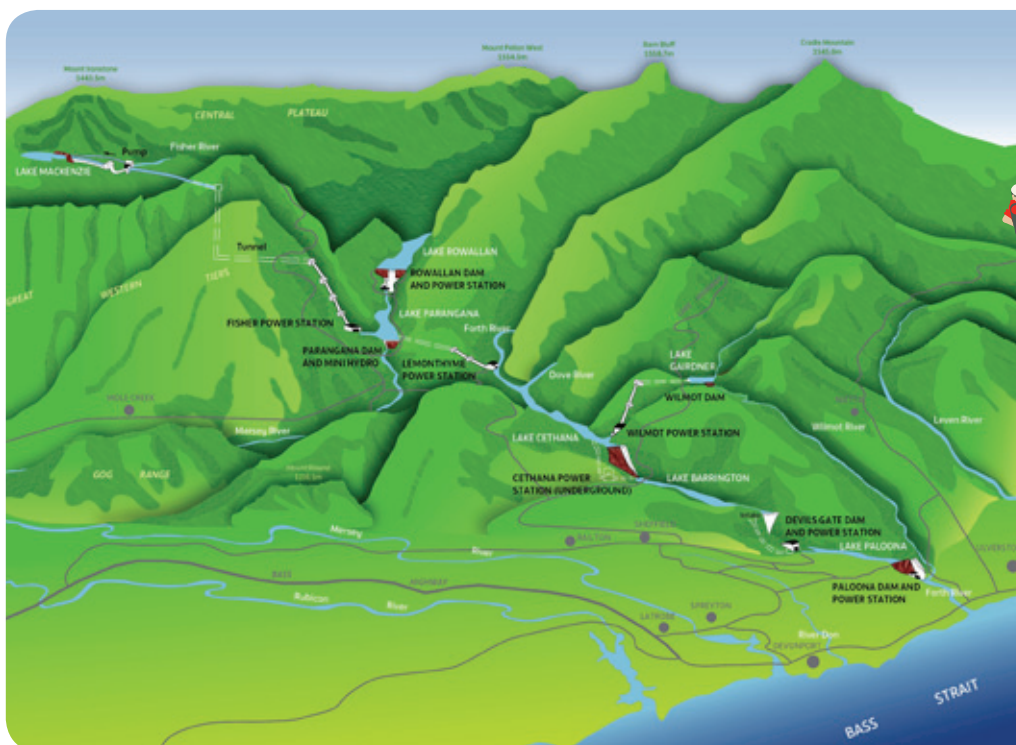 Mount Ironstone
1443.5m
Mount Pelion West
1554.5m
Barn Bluff
Cradle Mountain
1545.0m
CENTRAL PLATEAU
Pump
Fisher River
LAKE MACKENZIE
Tunnel
GREAT WESTERN TIERS
LAKE ROWALLAN
ROWALLAN DAM
AND POWER STATION
LAKE PARANGANA
FISHER POWER STATION
Forth River
PARANGANA DAM
AND MINI HYDRO
LEMONTHYME
POWER STATION
LAKE
GAIRDNER
Dove River
WILMOT DAM
MOLE CREEK
Mersey River
WILMOT POWER STATION
Wilmot River
Leven River
LAKE CETHANA
GOG RANGE
CETHANA POWER
STATION (UNDERGROUND)
LAKE BARRINGTON
Mersey
River
RAILTON
SHEFFIELD
DEVILS GATE DAM
AND POWER STATION
LAKE PALOONA
BASS HIGHWAY
PALOONA DAM AND
POWER STATION
Forth River
Rubicon
River
SPREYTON
LATROBE
River Don
DEVONPORT
BASS STRAIT